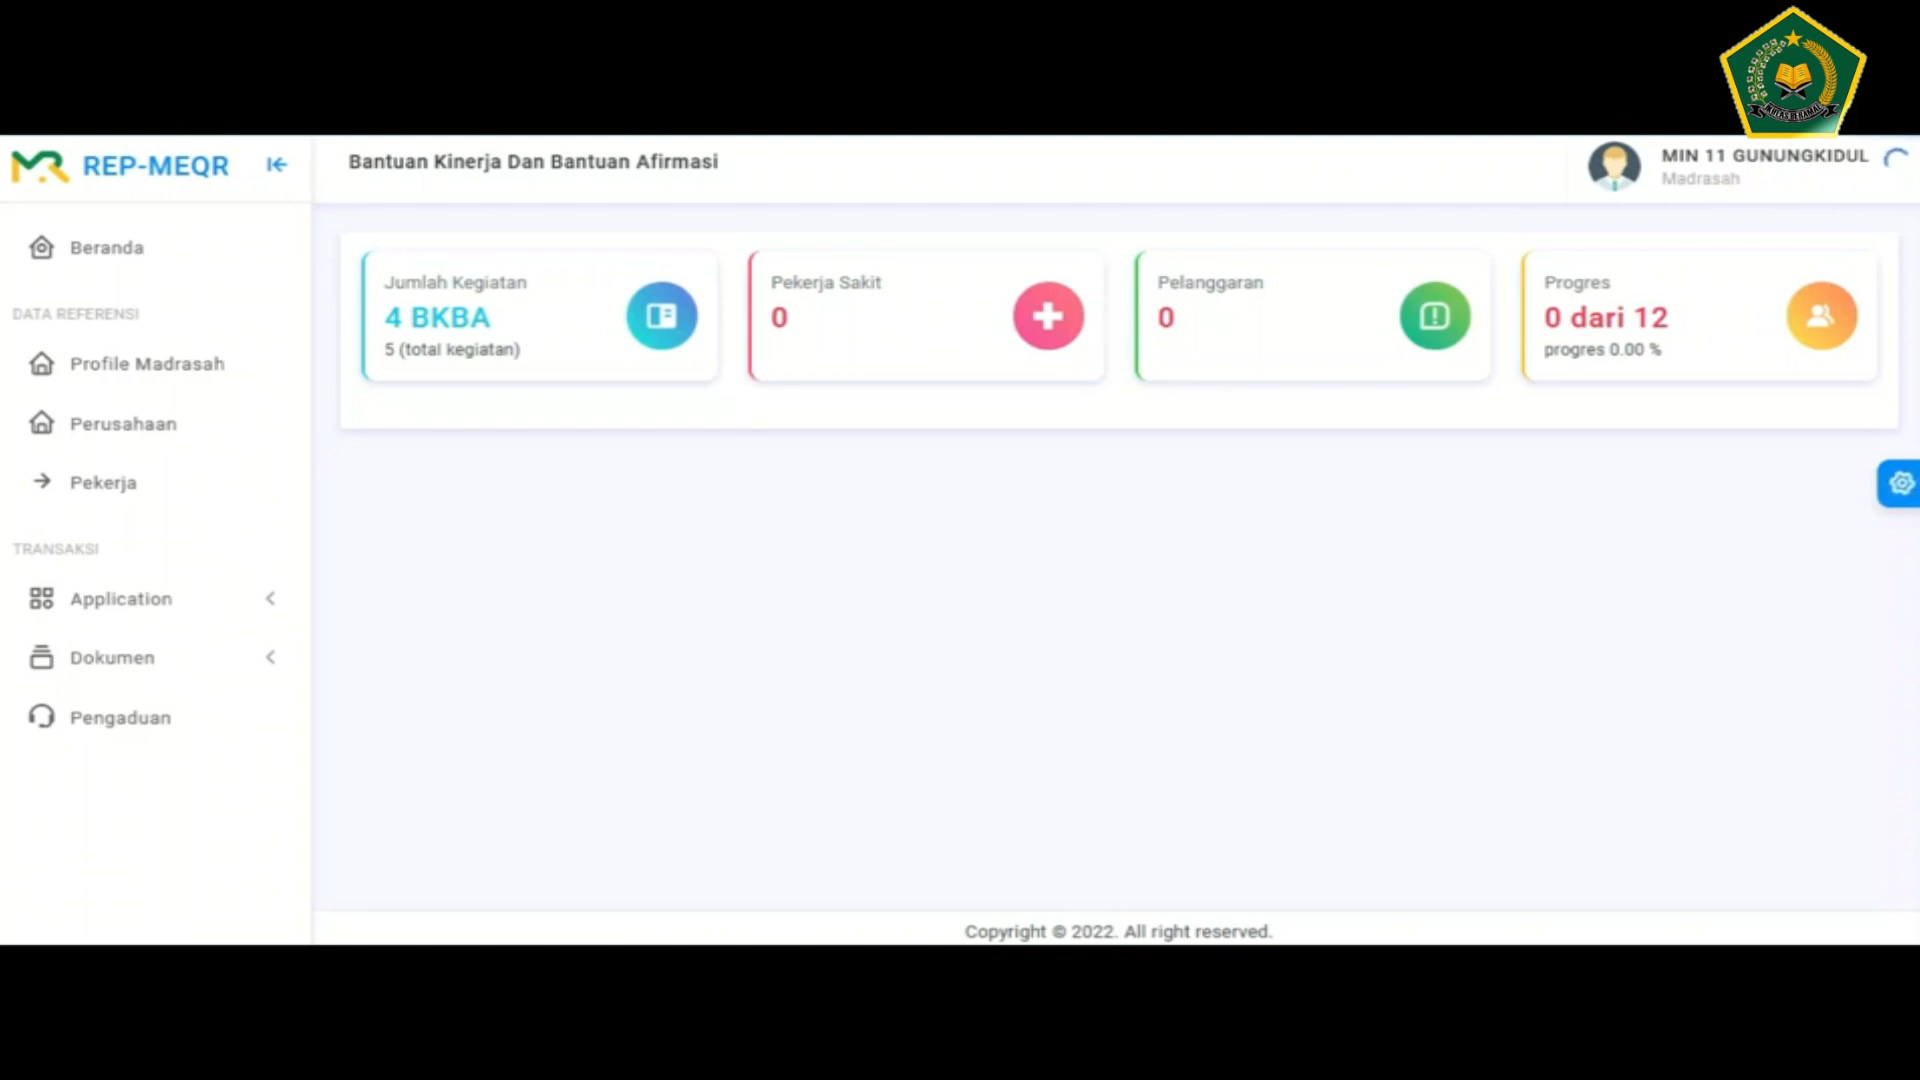 IKHLAS BERAMAL
REP-MEQR
Bantuan Kinerja Dan Bantuan Afirmasi
MIN 11 GUNUNGKIDUL
Madrasah
Beranda
DATA REFERENSI
Profile Madrasah
Perusahaan
Pekerja
TRANSAKSI
Application
Dokumen
Pengaduan
Jumlah Kegiatan
4 BKBA
5 (total kegiatan)
Pekerja Sakit
0
Pelanggaran
0
Progres
0 dari 12
progres 0.00 %
Copyright © 2022. All right reserved.